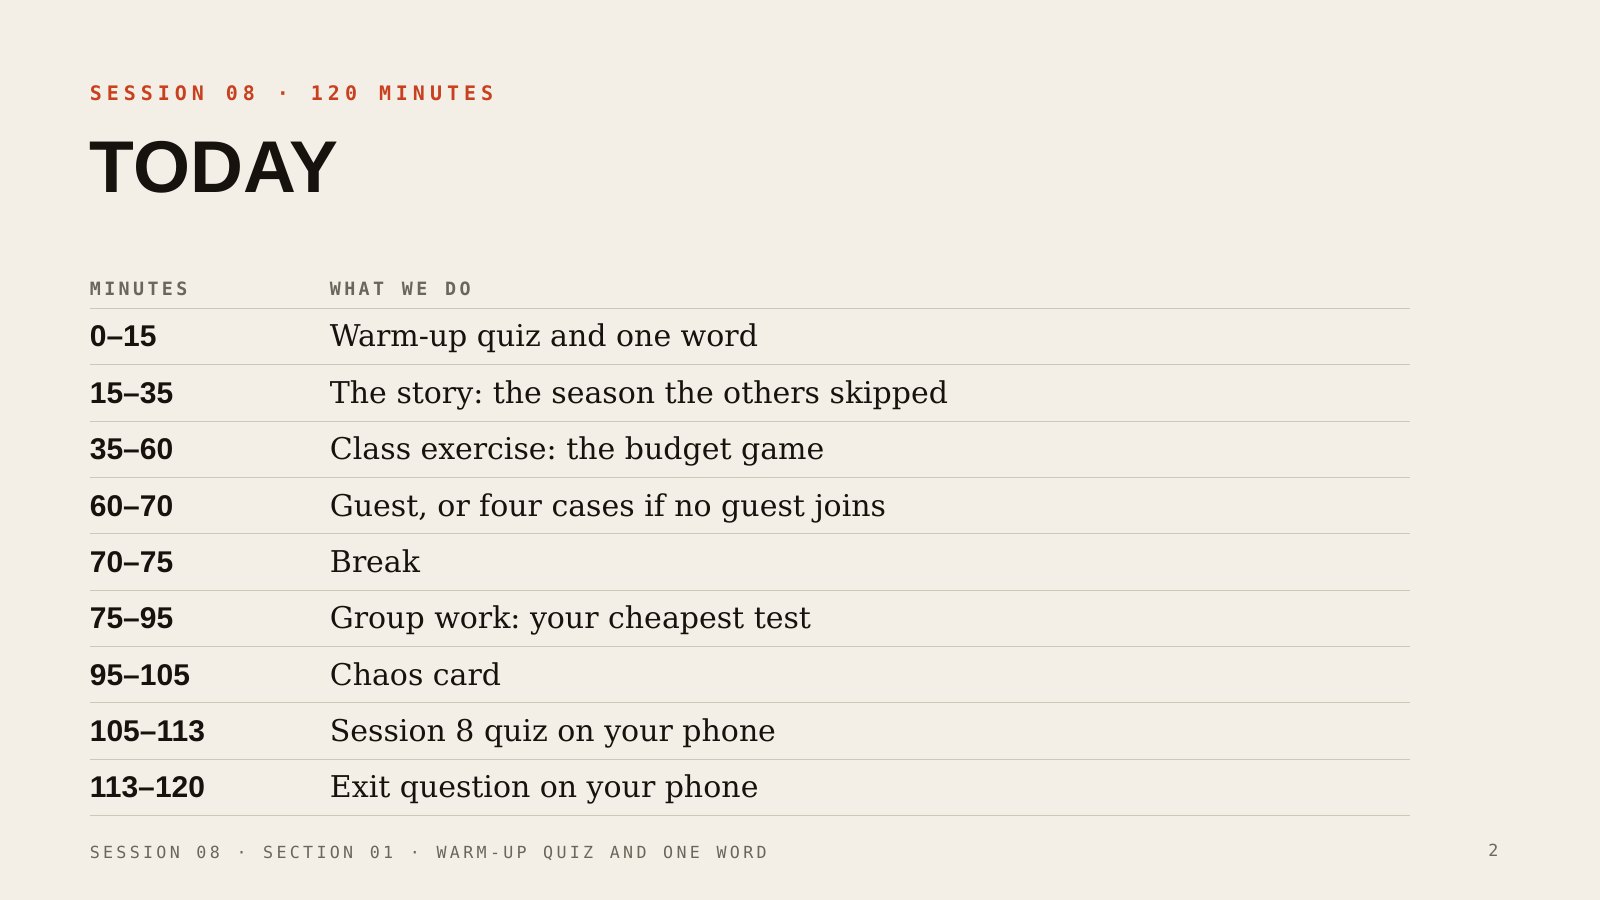 SESSION 08 · 120 MINUTES
TODAY
MINUTES WHAT WE DO
0–15 Warm-up quiz and one word
15–35 The story: the season the others skipped
35–60 Class exercise: the budget game
60–70 Guest, or four cases if no guest joins
70–75 Break
75–95 Group work: your cheapest test
95–105 Chaos card
105–113 Session 8 quiz on your phone
113–120 Exit question on your phone
SESSION 08 · SECTION 01 · WARM-UP QUIZ AND ONE WORD 2